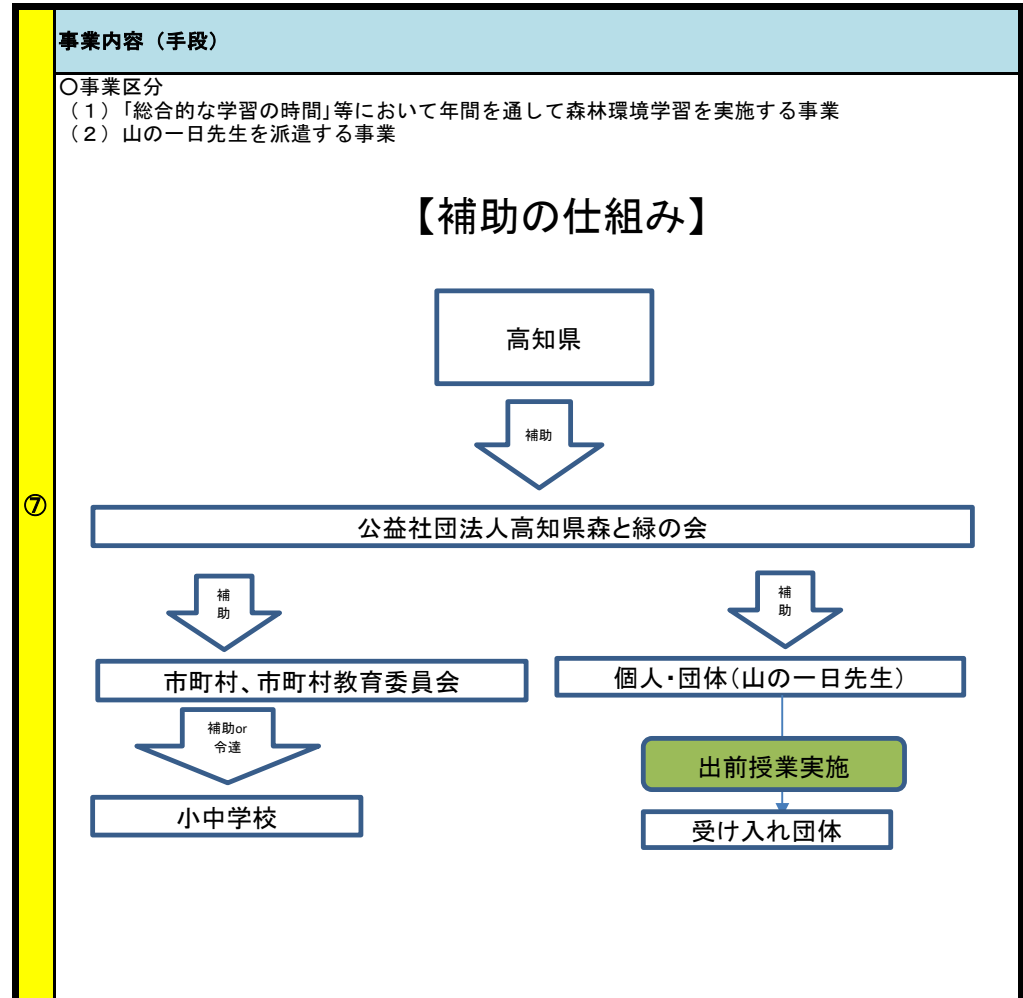 事業内容（手段）
〇事業区分
（１）「総合的な学習の時間」等において年間を通して森林環境学習を実施する事業
（２）山の一日先生を派遣する事業
【補助の仕組み】
高知県
補助
⑦
公益社団法人高知県森と緑の会
補
助
補
助
市町村、市町村教育委員会
個人・団体（山の一日先生）
補助or
令達
出前授業実施
小中学校
受け入れ団体